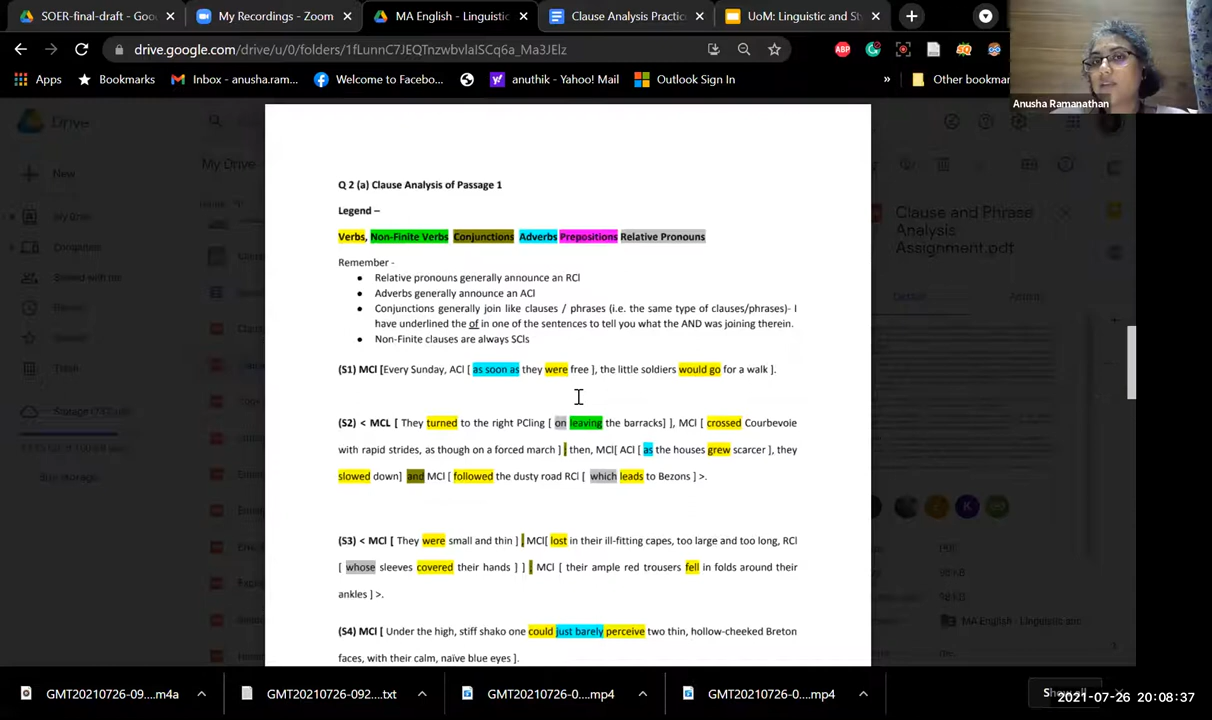 SOER-final-draft - Goo
My Recordings - Zoom
MA English - Linguistic
Clause Analysis Practic
UoM: Linguistic and St
drive.google.com/drive/u/0/folders/1fLunnC7JEQTnzwbvlaISCq6a_Ma3JElz
Apps
Bookmarks
Inbox - anusha.ram...
Welcome to Facebo...
anuthik - Yahoo! Mail
Outlook Sign In
»
Other bookmar
Anusha Ramanathan
Drive
My Drive
New
Clause and Phrase
Analysis
Assignment.pdf
Q 2 (a) Clause Analysis of Passage 1
Legend –
Verbs, Non-Finite Verbs Conjunctions Adverbs Prepositions Relative Pronouns
Remember -
• Relative pronouns generally announce an RCl
• Adverbs generally announce an ACl
• Conjunctions generally join like clauses / phrases (i.e. the same type of clauses/phrases)- I
have underlined the of in one of the sentences to tell you what the AND was joining therein.
• Non-Finite clauses are always SCls
(S1) MCl [Every Sunday, ACl [ as soon as they were free ], the little soldiers would go for a walk ].
(S2) < MCL [ They turned to the right PCling [ on leaving the barracks] ], MCl [ crossed Courbevoie
with rapid strides, as though on a forced march ] ; then, MCl[ ACl [ as the houses grew scarcer ], they
slowed down] and MCl [ followed the dusty road RCl [ which leads to Bezons ] >.
(S3) < MCl [ They were small and thin ] , MCl[ lost in their ill-fitting capes, too large and too long, RCl
[ whose sleeves covered their hands ] ] ; MCl [ their ample red trousers fell in folds around their
ankles ] >.
(S4) MCl [ Under the high, stiff shako one could just barely perceive two thin, hollow-cheeked Breton
faces, with their calm, naïve blue eyes ].
MA English - Linguistic and
GMT20210726-09....m4a
GMT20210726-092....txt
GMT20210726-0....mp4
GMT20210726-0....mp4
2021-07-26 20:08:37